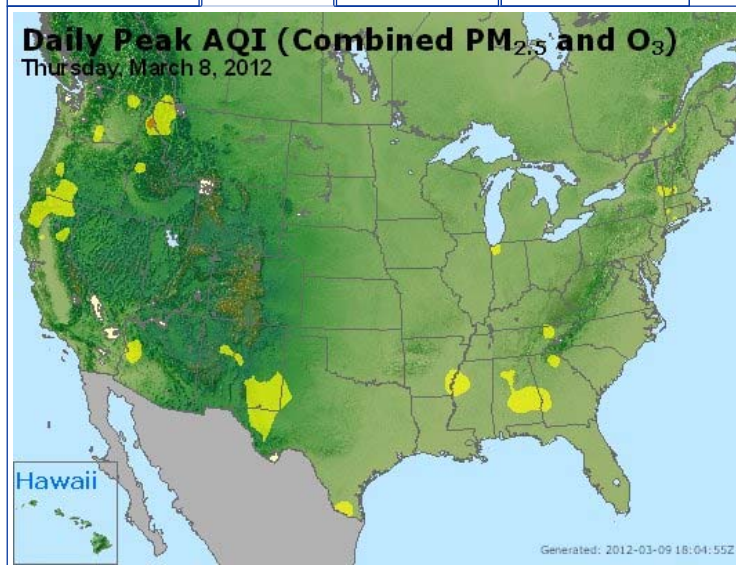 Daily Peak AQI (Combined PM2.5 and O3)
Thursday, March 8, 2012
Hawaii
Generated: 2012-03-09 18:04:55Z